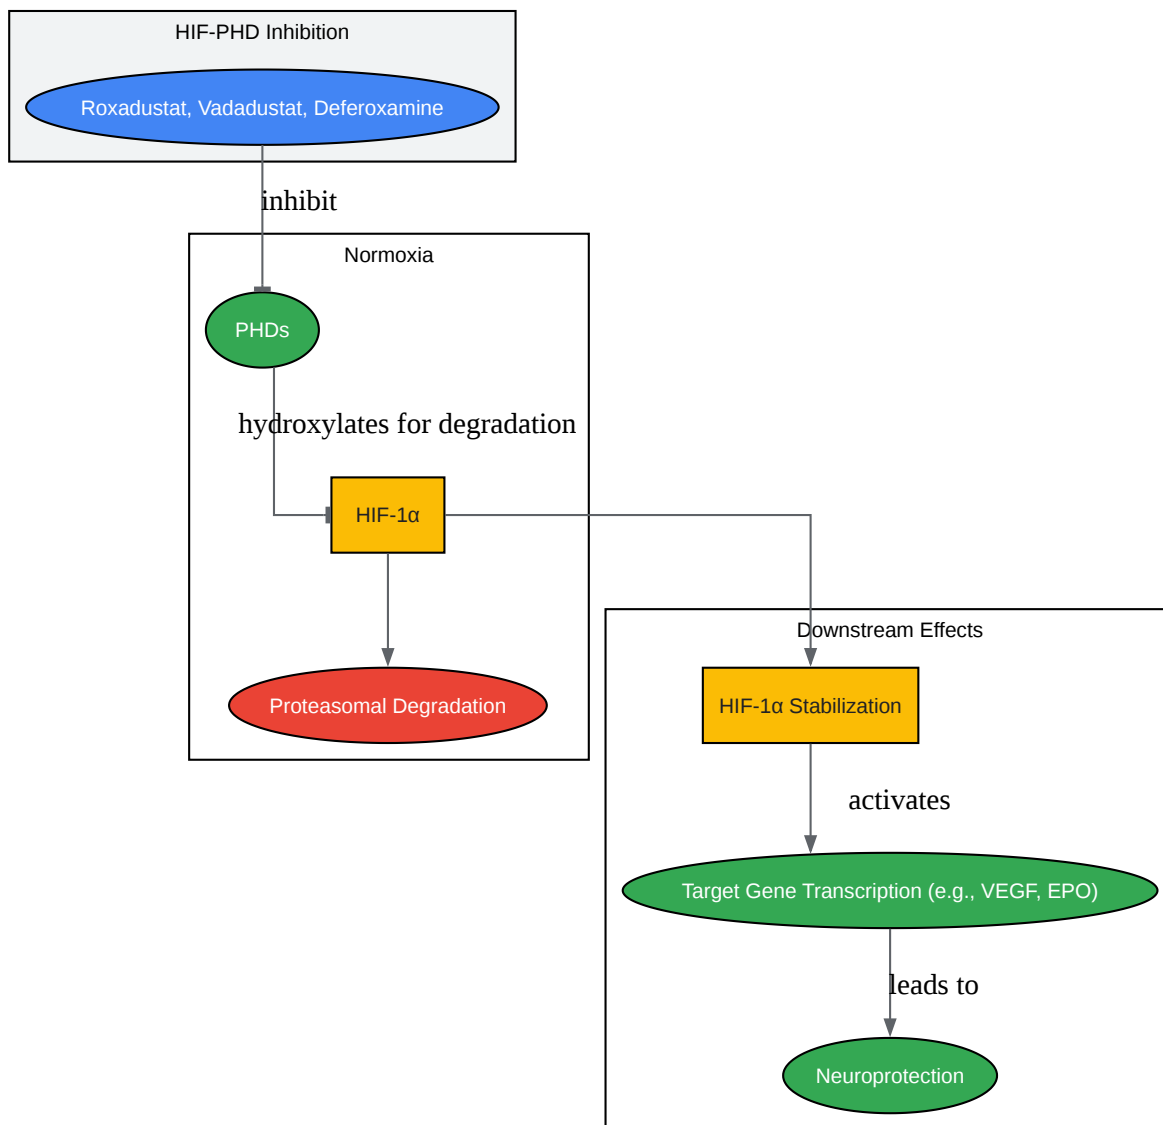 HIF-PHD Inhibition
Roxadustat, Vadadustat, Deferoxamine
inhibit
Normoxia
PHDs
hydroxylates for degradation
HIF-1α
Proteasomal Degradation
Downstream Effects
HIF-1α Stabilization
activates
Target Gene Transcription (e.g., VEGF, EPO)
leads to
Neuroprotection